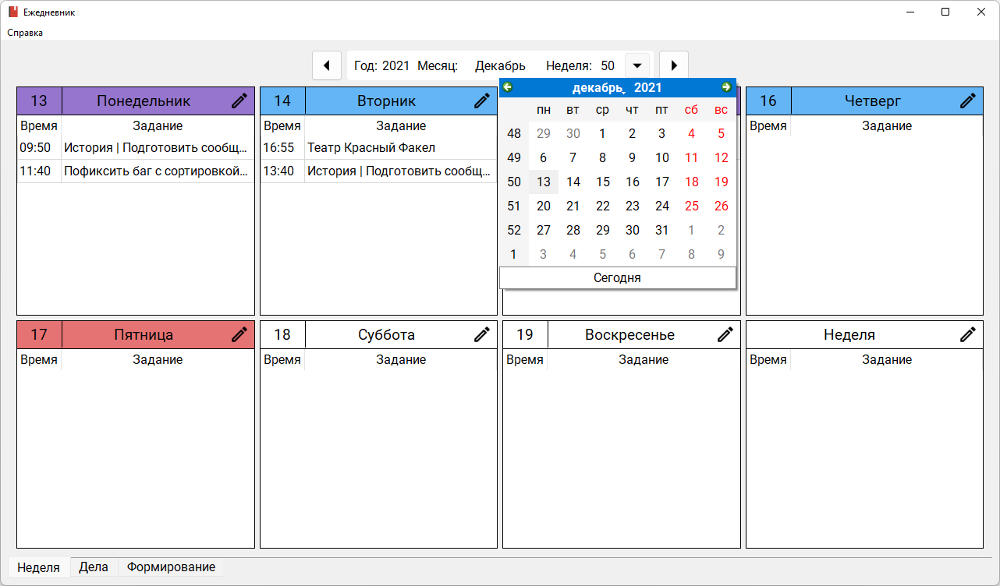 Ежедневник
Справка
Год: 2021 Месяц: Декабрь Неделя: 50
13 Понедельник
Время Задание
09:50 История | Подготовить сообщ...
11:40 Пофиксить баг с сортировкой...
14 Вторник
Время Задание
16:55 Театр Красный Факел
13:40 История | Подготовить сообщ...
декабрь, 2021
пн вт ср чт пт сб вс
48 29 30 1 2 3 4 5
49 6 7 8 9 10 11 12
50 13 14 15 16 17 18 19
51 20 21 22 23 24 25 26
52 27 28 29 30 31 1 2
1 3 4 5 6 7 8 9
Сегодня
16 Четверг
Время Задание
17 Пятница
Время Задание
18 Суббота
Время Задание
19 Воскресенье
Время Задание
Неделя
Время Задание
Неделя Дела Формирование